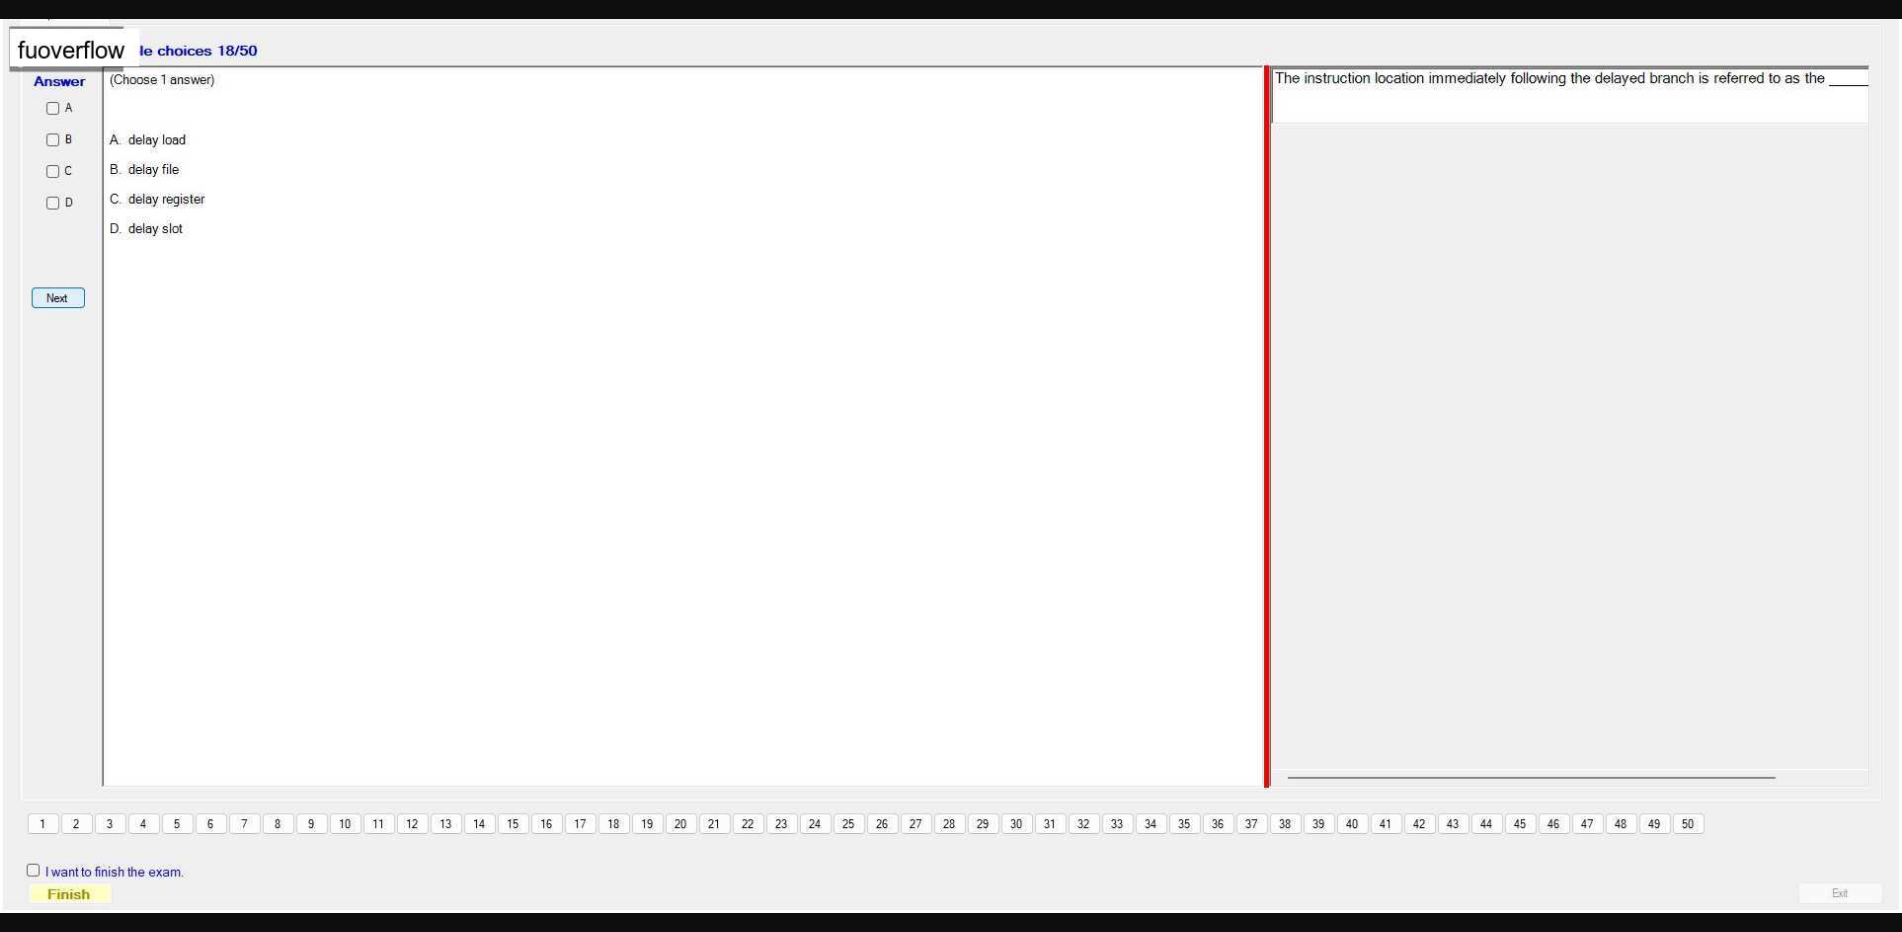 fuoverflow
le choices 18/50
Answer
(Choose 1 answer)
The instruction location immediately following the delayed branch is referred to as the _____
A
B
C
D
A. delay load
B. delay file
C. delay register
D. delay slot
Next
1 2 3 4 5 6 7 8 9 10 11 12 13 14 15 16 17 18 19 20 21 22 23 24 25 26 27 28 29 30 31 32 33 34 35 36 37 38 39 40 41 42 43 44 45 46 47 48 49 50
I want to finish the exam.
Finish
Exit